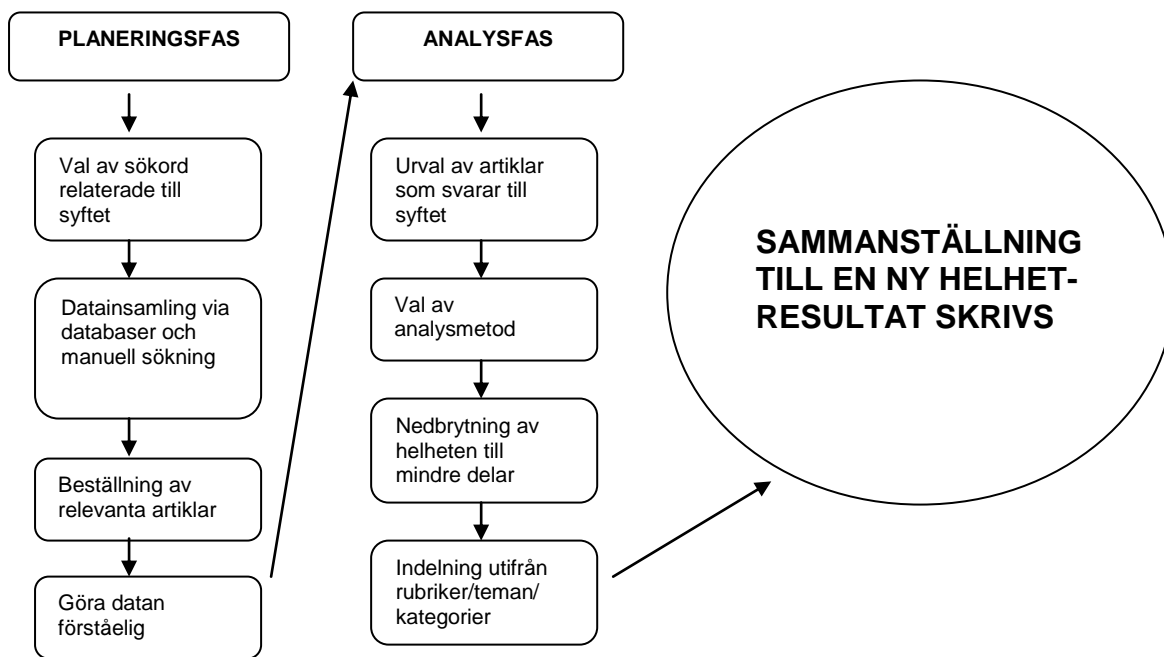 PLANERINGSFAS
Val av sökord
relaterade till
syftet
Datainsamling via
databaser och
manuell sökning
Beställning av
relevanta artiklar
Göra datan
förståelig
ANALYSFAS
Urval av artiklar
som svarar till
syftet
Val av
analysmetod
Nedbrytning av
helheten till
mindre delar
Indelning utifrån
rubriker/teman/
kategorier
SAMMANSTÄLLNING
TILL EN NY HELHET-
RESULTAT SKRIVS